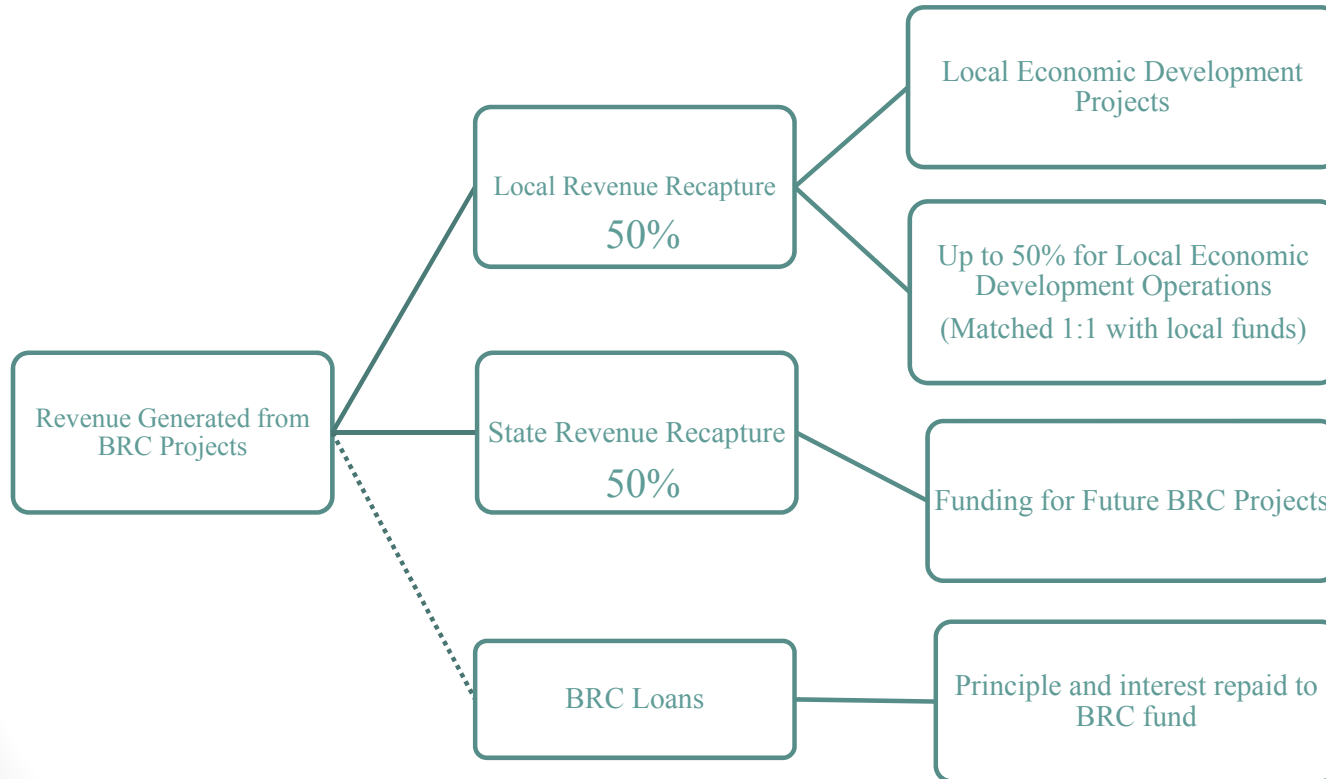 Revenue Generated from
BRC Projects
Local Revenue Recapture
50%
Local Economic Development
Projects
Up to 50% for Local Economic
Development Operations
(Matched 1:1 with local funds)
State Revenue Recapture
50%
Funding for Future BRC Projects
BRC Loans
Principle and interest repaid to
BRC fund